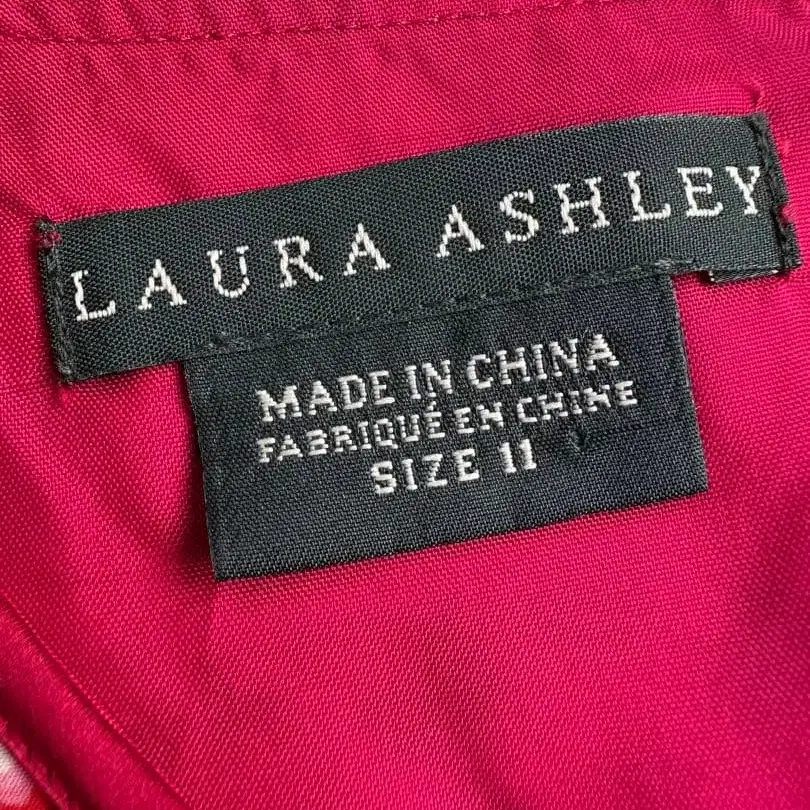 LAURA ASHLEY
MADE IN CHINA
FABRIQUÉ EN CHINE
SIZE 11